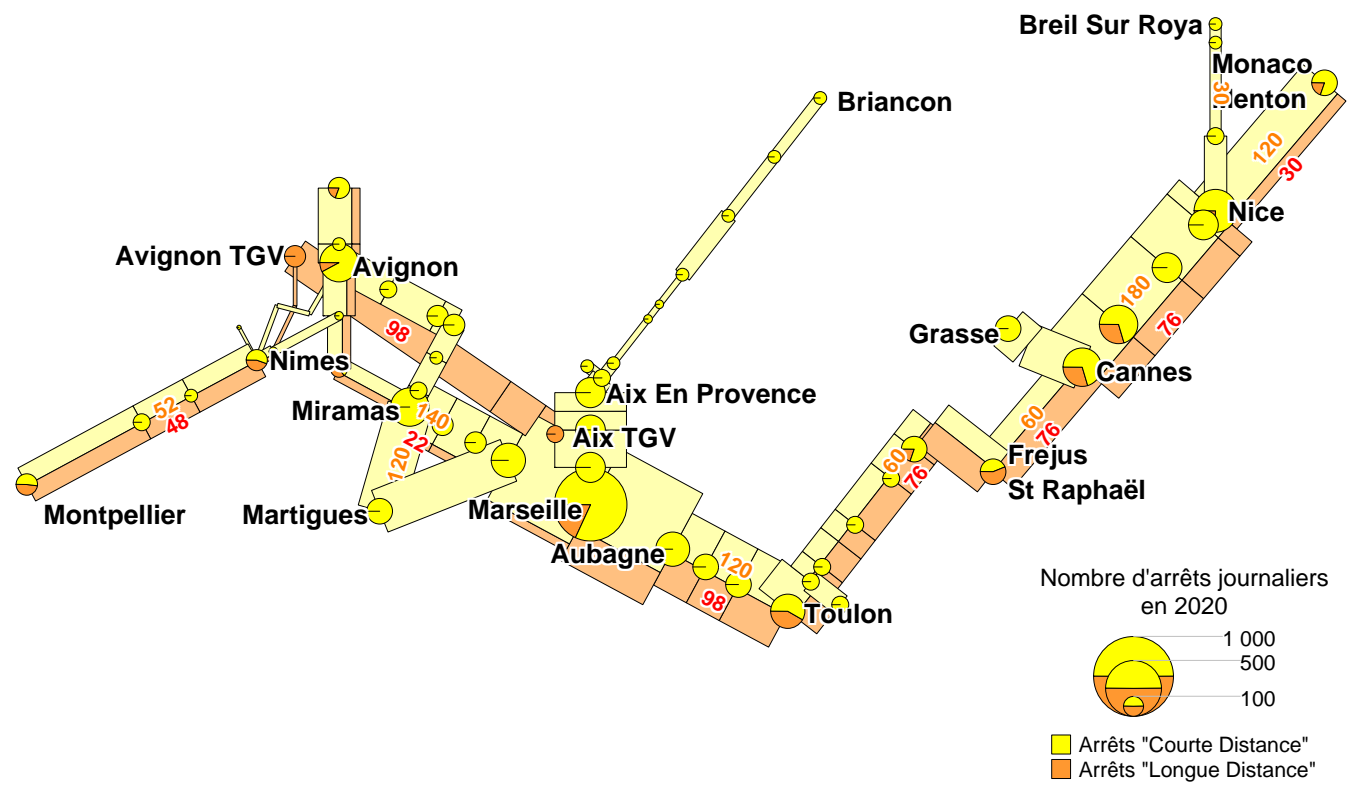 Breil Sur Roya
Monaco
Menton
30
Briancon
120
30
Nice
Avignon TGV
Avignon
180
98
76
Grasse
Cannes
Nimes
Aix En Provence
Miramas
52
48
140
22
120
Aix TGV
60
76
60
76
Frejus
St Raphaël
Montpellier
Martigues
Marseille
Aubagne
120
98
Toulon
Nombre d'arrêts journaliers
en 2020
1 000
500
100
Arrêts "Courte Distance"
Arrêts "Longue Distance"